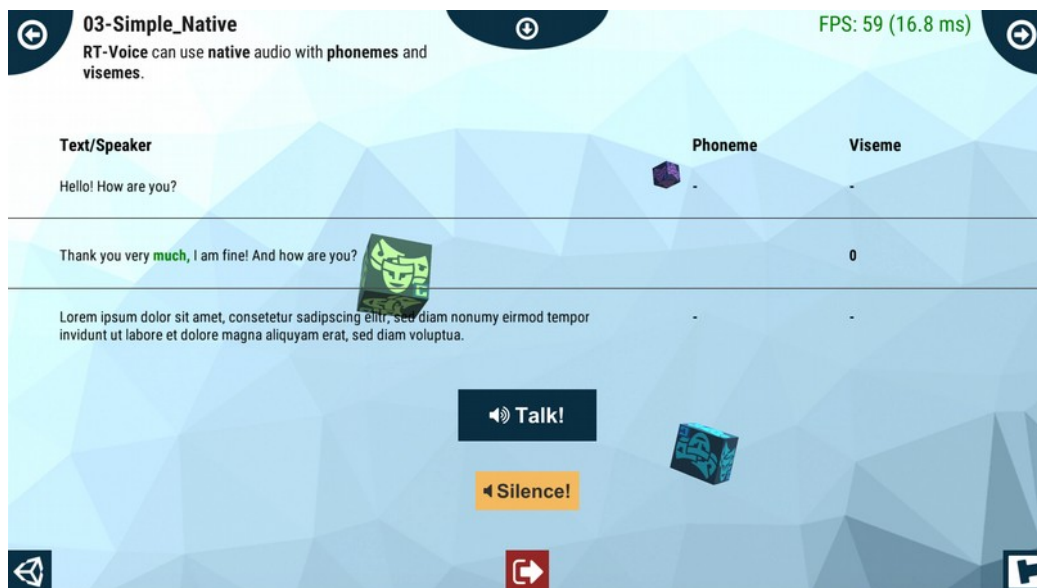 03-Simple_Native
FPS: 59 (16.8 ms)
RT-Voice can use native audio with phonemes and
visemes.
Text/Speaker Phoneme Viseme
Hello! How are you? - -
Thank you very much, I am fine! And how are you? 0
Lorem ipsum dolor sit amet, consetetur sadipscing elitr, sed diam nonumy eirmod tempor - -
invidunt ut labore et dolore magna aliquyam erat, sed diam voluptua.
Talk!
Silence!